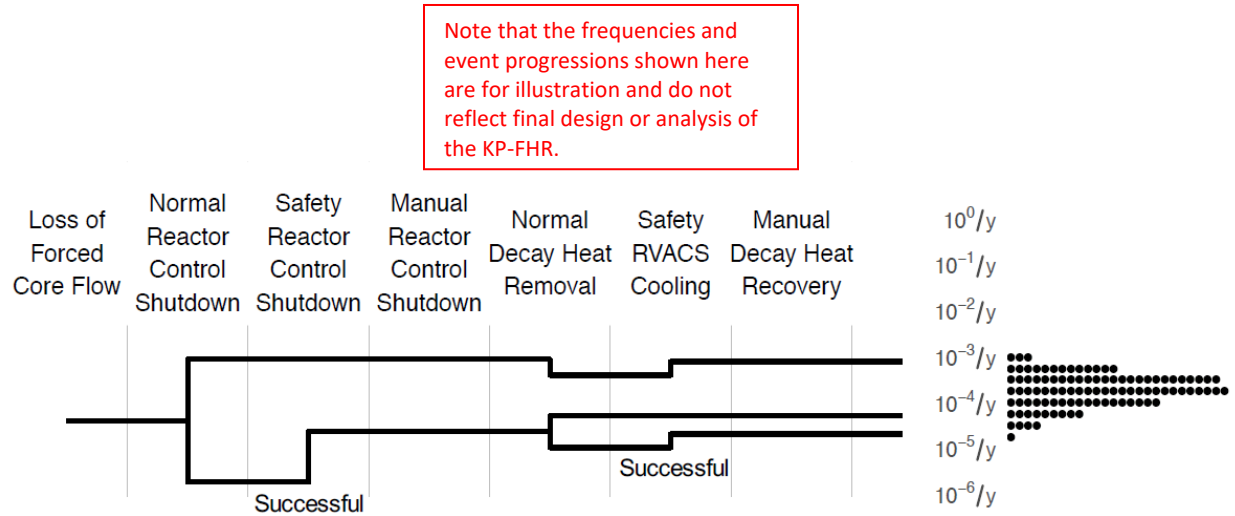 Note that the frequencies and
event progressions shown here
are for illustration and do not
reflect final design or analysis of
the KP-FHR.
Loss of
Forced
Core Flow
Normal
Reactor
Control
Shutdown
Safety
Reactor
Control
Shutdown
Manual
Reactor
Control
Shutdown
Normal
Decay Heat
Removal
Safety
RVACS
Cooling
Manual
Decay Heat
Recovery
10⁰/y
10⁻¹/y
10⁻²/y
10⁻³/y
10⁻⁴/y
10⁻⁵/y
10⁻⁶/y
Successful
Successful